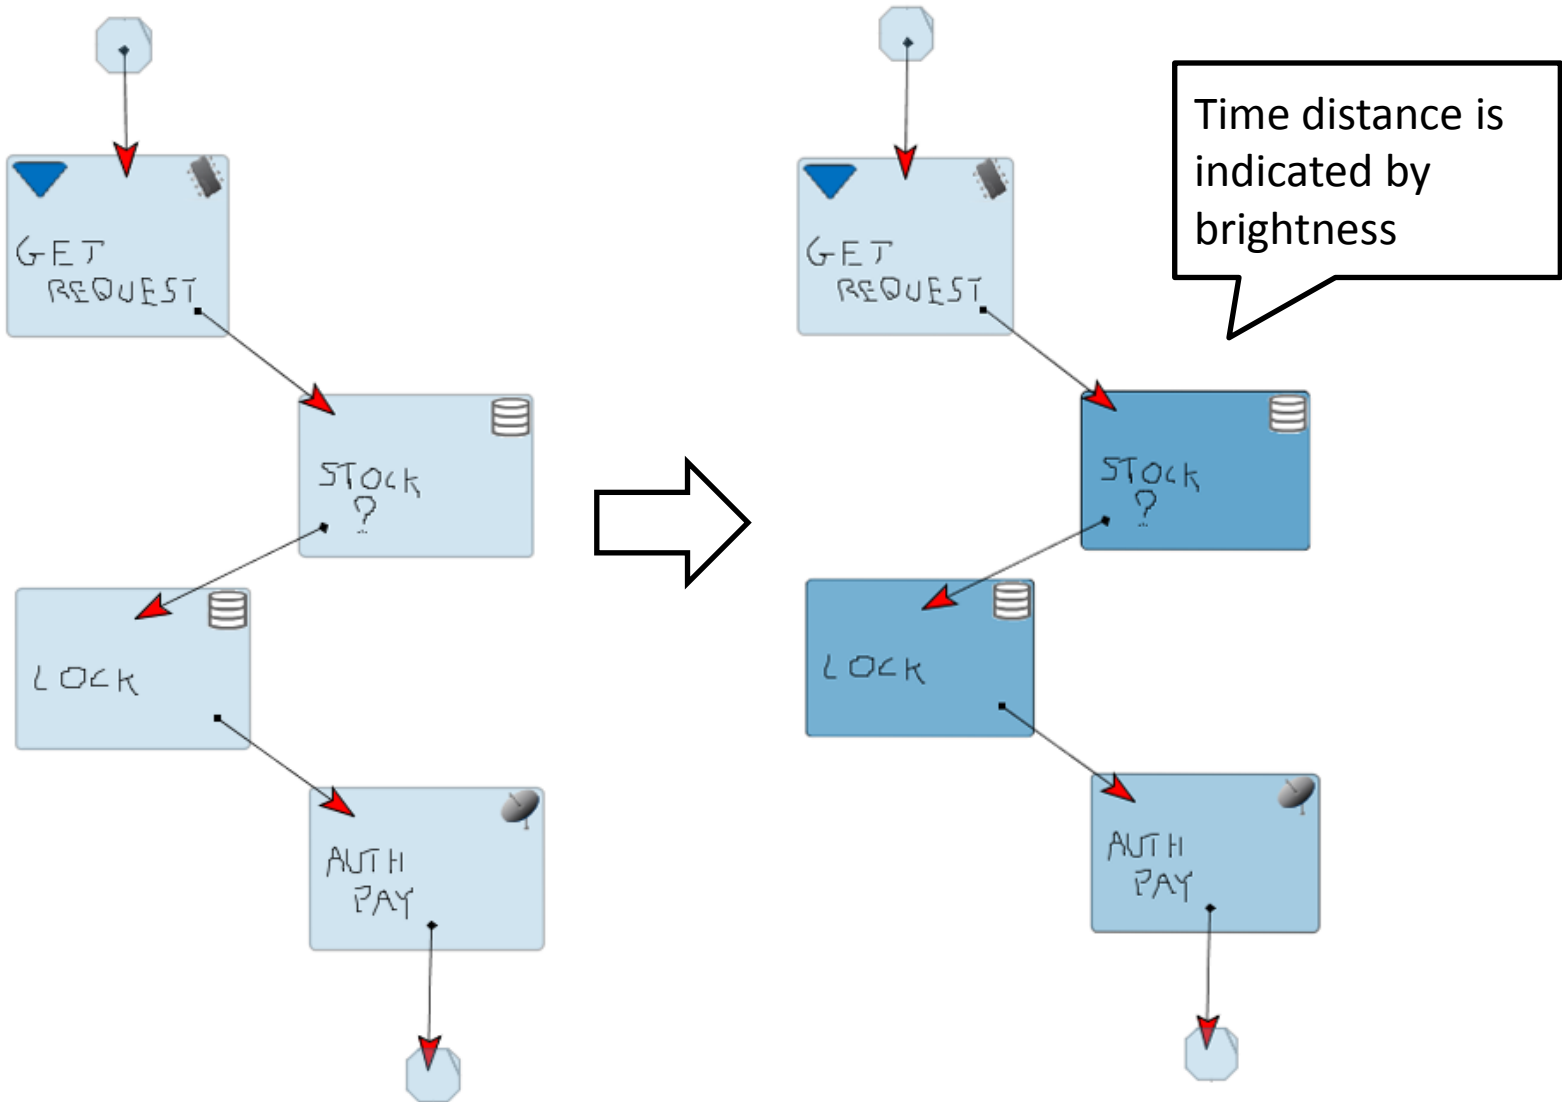 GET
REQUEST
STOCK
?
LOCK
AUTH
PAY
Time distance is
indicated by
brightness
GET
REQUEST
STOCK
?
LOCK
AUTH
PAY